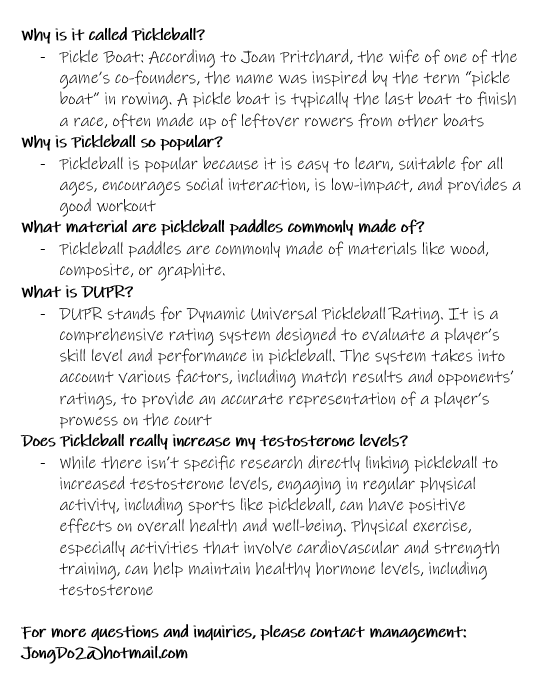 Why is it called Pickleball?
- Pickle Boat: According to Joan Pritchard, the wife of one of the
game's co-founders, the name was inspired by the term "pickle
boat" in rowing. A pickle boat is typically the last boat to finish
a race, often made up of leftover rowers from other boats
Why is Pickleball so popular?
- Pickleball is popular because it is easy to learn, suitable for all
ages, encourages social interaction, is low-impact, and provides a
good workout
What material are pickleball paddles commonly made of?
- Pickleball paddles are commonly made of materials like wood,
composite, or graphite.
What is DUPR?
- DUPR stands for Dynamic Universal Pickleball Rating. It is a
comprehensive rating system designed to evaluate a player's
skill level and performance in pickleball. The system takes into
account various factors, including match results and opponents'
ratings, to provide an accurate representation of a player's
prowess on the court
Does Pickleball really increase my testosterone levels?
- While there isn't specific research directly linking pickleball to
increased testosterone levels, engaging in regular physical
activity, including sports like pickleball, can have positive
effects on overall health and well-being. Physical exercise,
especially activities that involve cardiovascular and strength
training, can help maintain healthy hormone levels, including
testosterone
For more questions and inquiries, please contact management:
JongDo2@hotmail.com